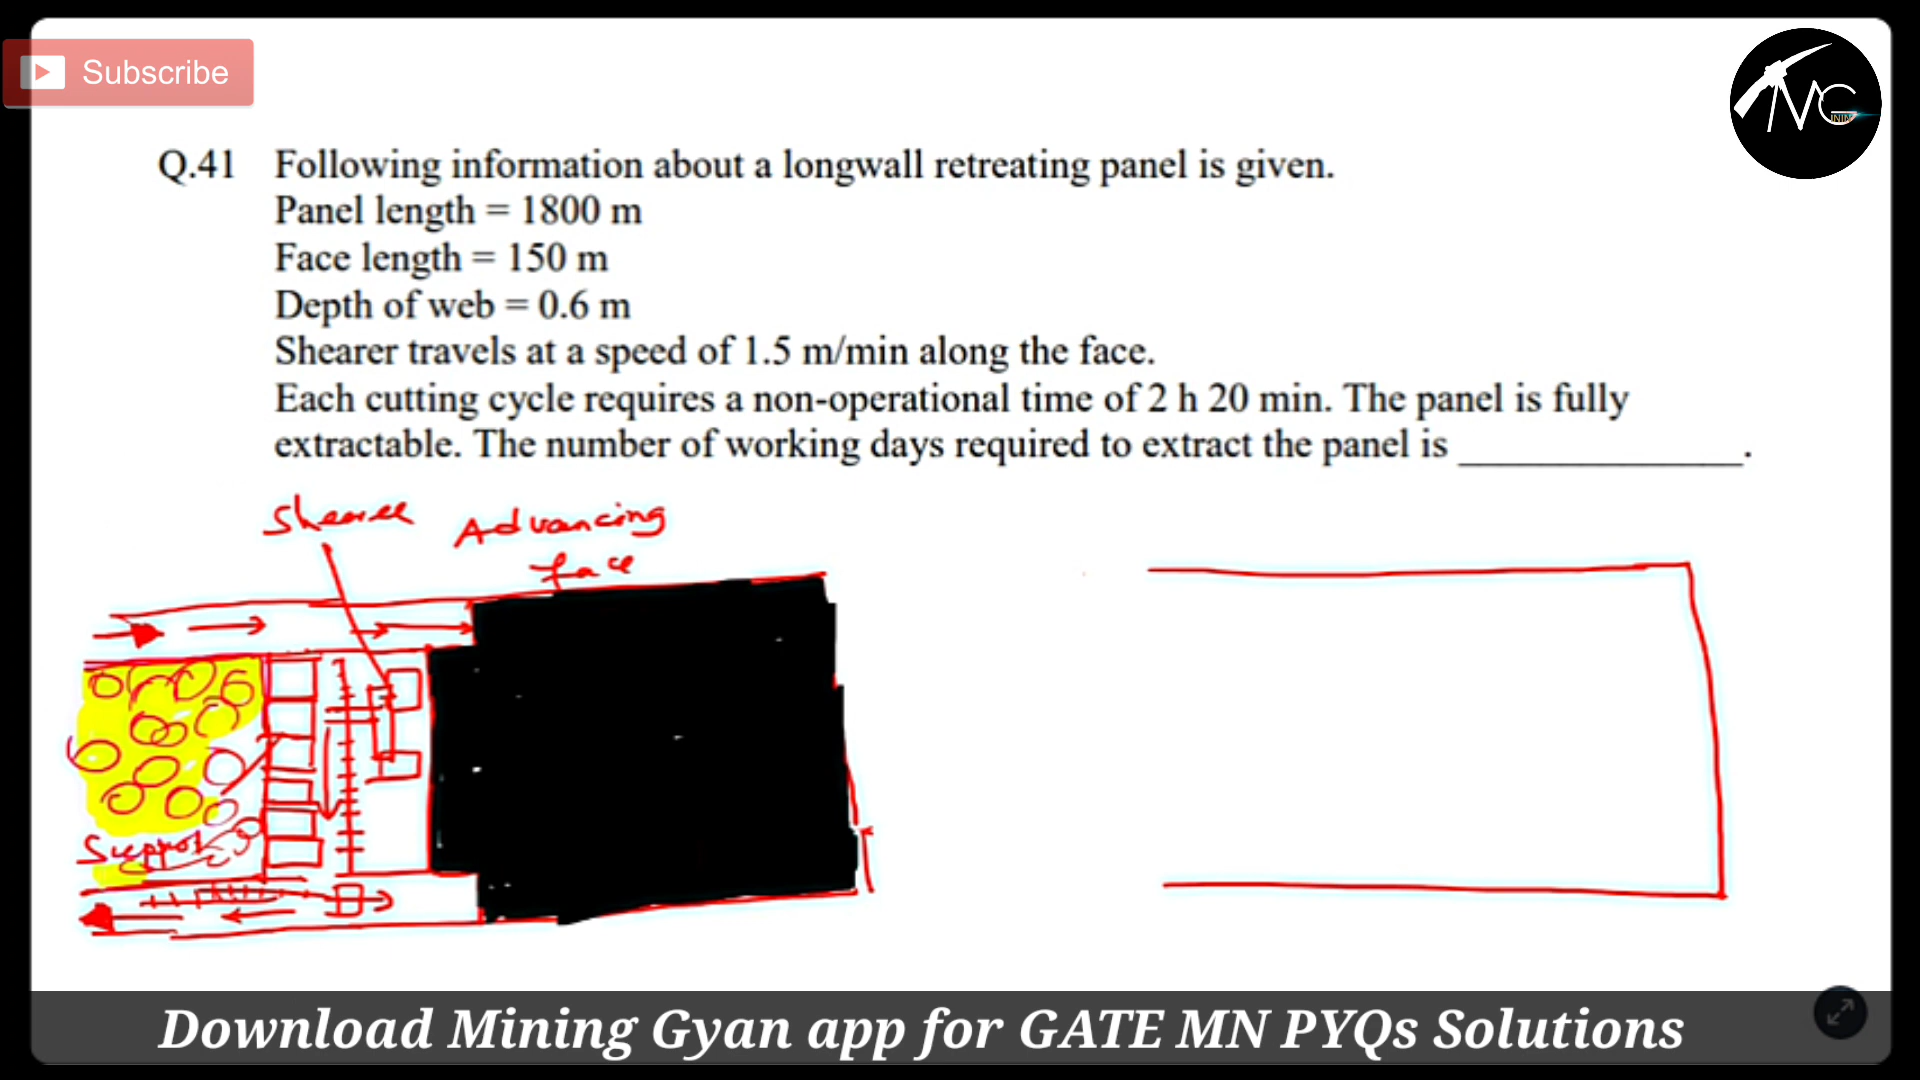 Subscribe
MG
INING
Q.41 Following information about a longwall retreating panel is given.
Panel length = 1800 m
Face length = 150 m
Depth of web = 0.6 m
Shearer travels at a speed of 1.5 m/min along the face.
Each cutting cycle requires a non-operational time of 2 h 20 min. The panel is fully
extractable. The number of working days required to extract the panel is ______________.
Advancing
face
Download Mining Gyan app for GATE MN PYQs Solutions